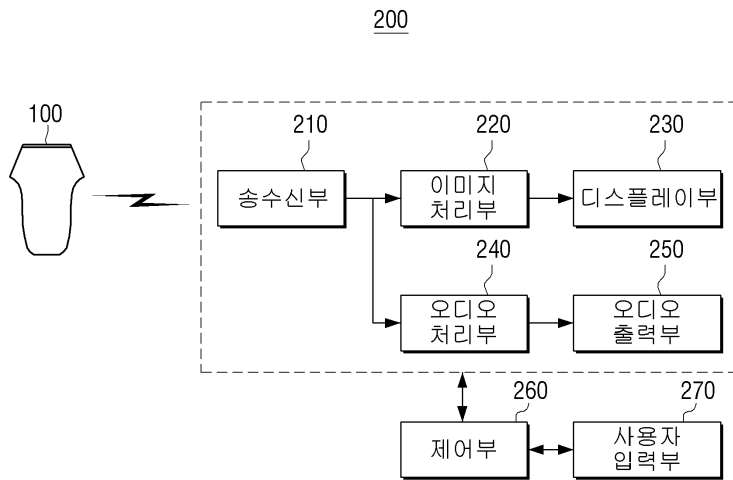 200
100
210
220
230
송수신부
이미지
처리부
디스플레이부
240
250
오디오
처리부
오디오
출력부
260
270
제어부
사용자
입력부